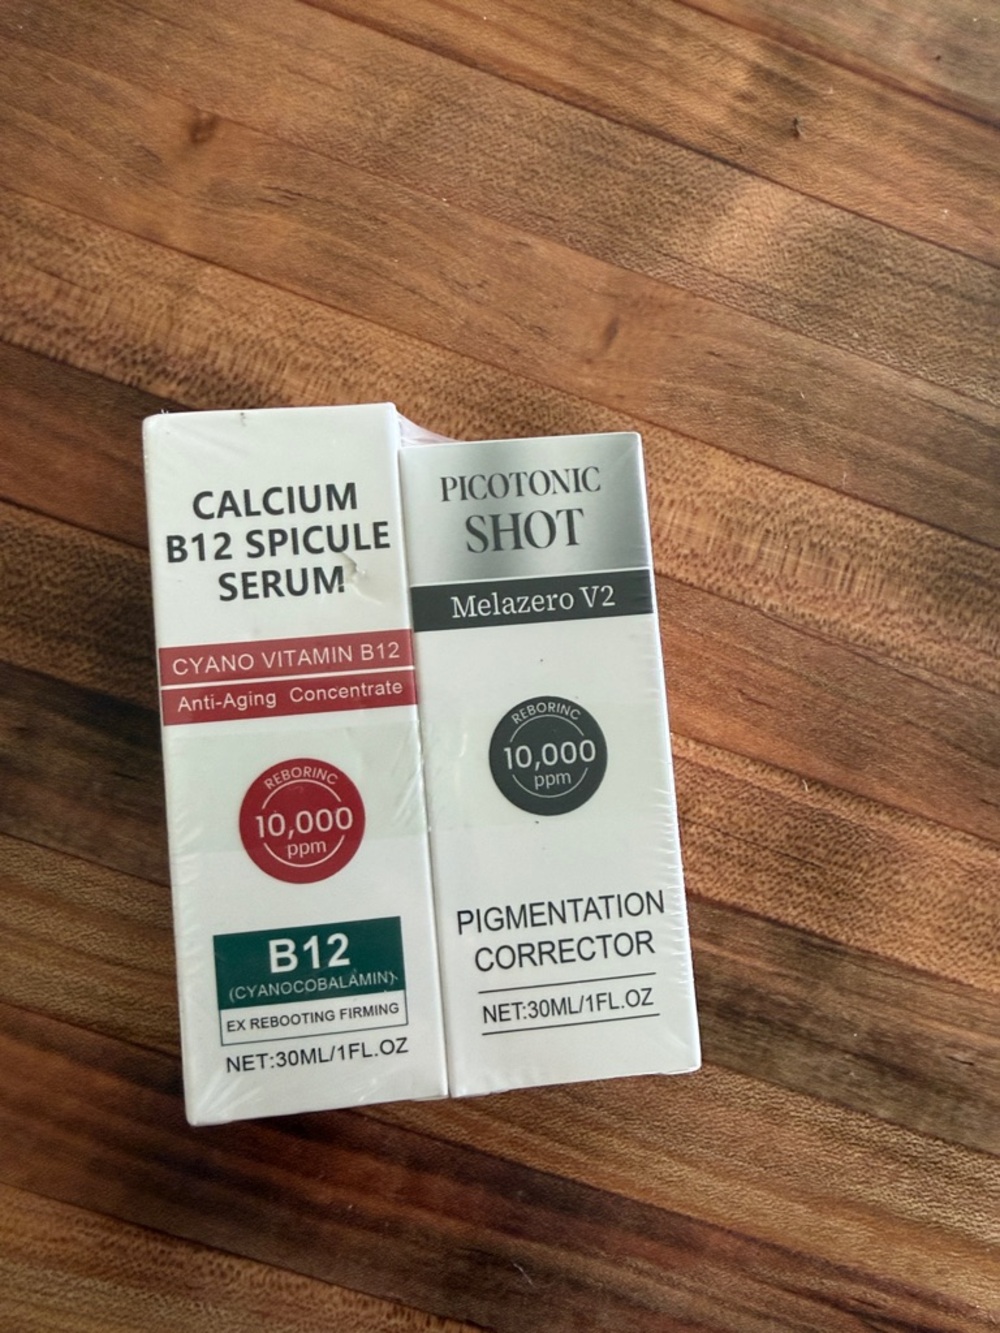 CALCIUM
B12 SPICULE
SERUM
CYANO VITAMIN B12
Anti-Aging Concentrate
REBORINC
10,000
ppm
B12
(CYANOCOBALAMIN)
EX REBOOTING FIRMING
NET:30ML/1FL.OZ
PICOTONIC
SHOT
Melazero V2
REBORINC
10,000
ppm
PIGMENTATION
CORRECTOR
NET:30ML/1FL.OZ